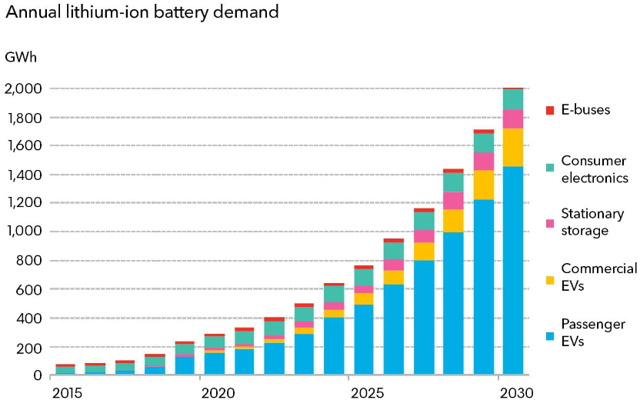 Annual lithium-ion battery demand
GWh
2,000
1,800
1,600
1,400
1,200
1,000
800
600
400
200
0
2015
2020
2025
2030
E-buses
Consumer
electronics
Stationary
storage
Commercial
EVs
Passenger
EVs